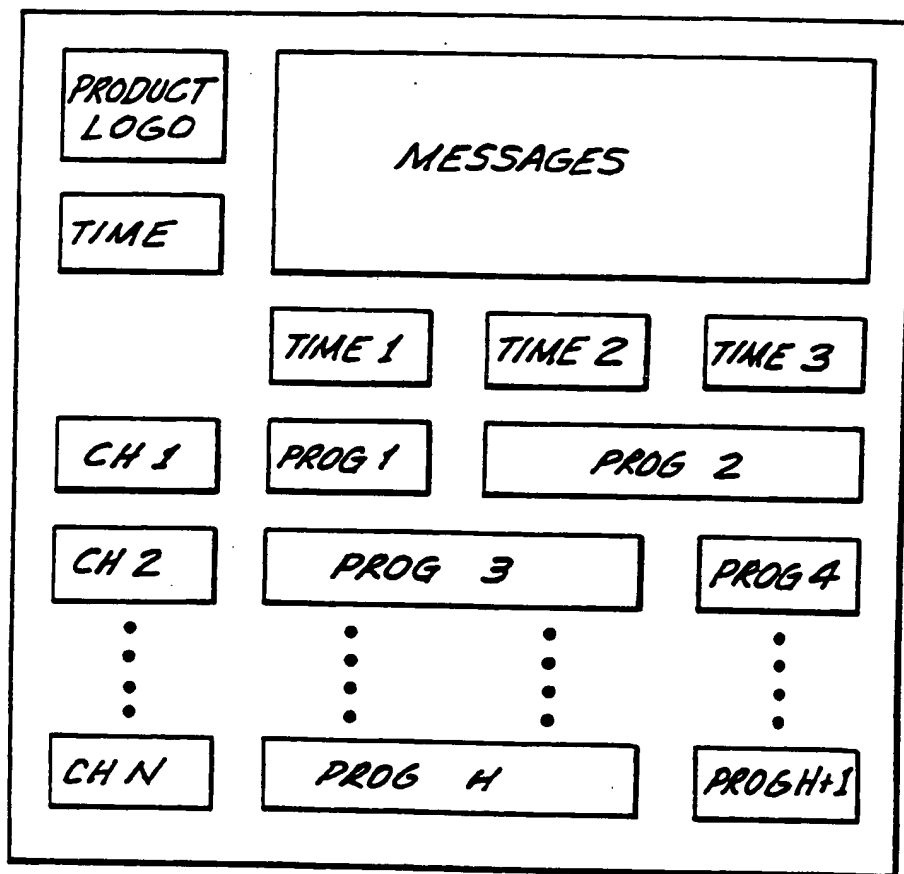 PRODUCT
LOGO
MESSAGES
TIME
TIME 1
TIME 2
TIME 3
CH 1
PROG 1
PROG 2
CH 2
PROG 3
PROG 4
CH N
PROG H
PROG H+1